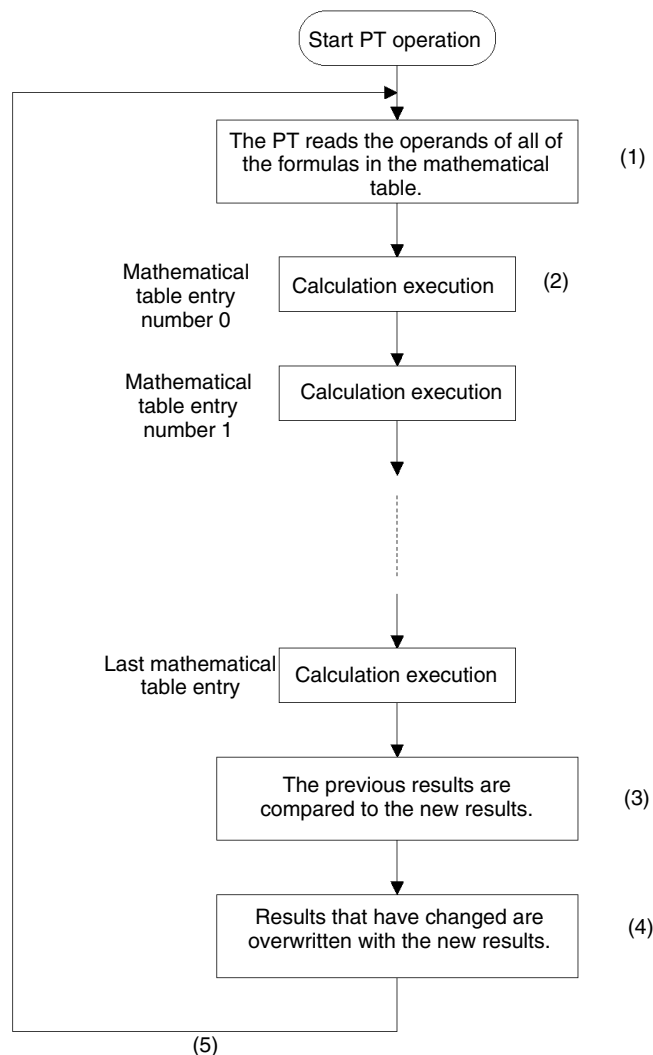 Start PT operation
The PT reads the operands of all of
the formulas in the mathematical
table.
(1)
Mathematical
table entry
number 0
Calculation execution
(2)
Mathematical
table entry
number 1
Calculation execution
Last mathematical
table entry
Calculation execution
The previous results are
compared to the new results.
(3)
Results that have changed are
overwritten with the new results.
(4)
(5)